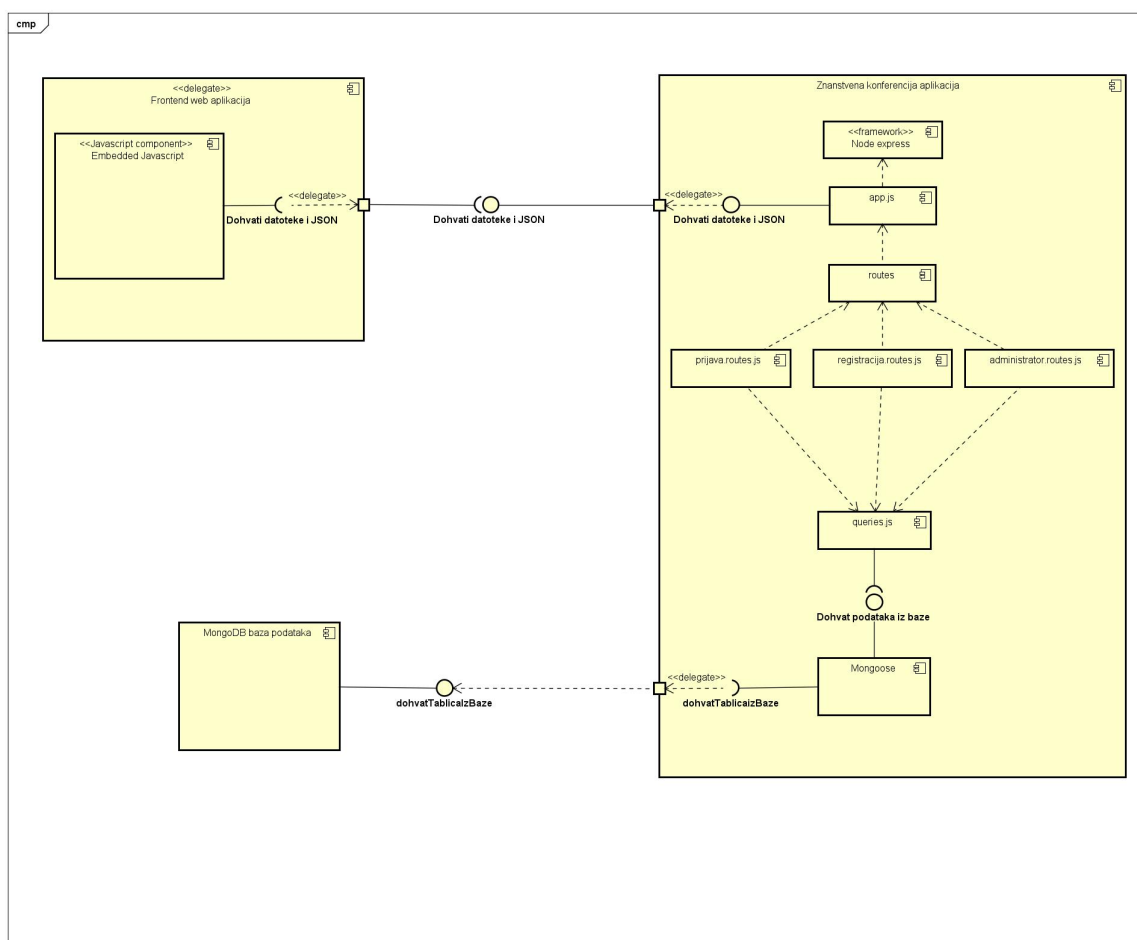 cmp
<<delegate>>
Frontend web aplikacija
<<Javascript component>>
Embedded Javascript
<<delegate>>
Dohvati datoteke i JSON
Dohvati datoteke i JSON
Znanstvena konferencija aplikacija
<<framework>>
Node express
<<delegate>>
Dohvati datoteke i JSON
app.js
routes
prijava.routes.js
registracija.routes.js
administrator.routes.js
queries.js
Dohvat podataka iz baze
MongoDB baza podataka
dohvatTablicaIzBaze
<<delegate>>
dohvatTablicaizBaze
Mongoose